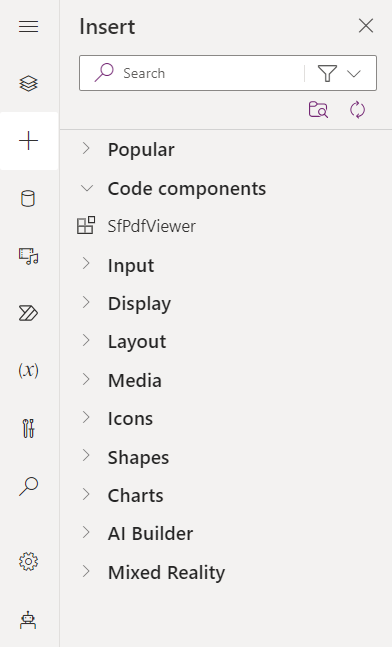 Insert
Search
Popular
Code components
SfPdfViewer
Input
Display
Layout
Media
(x)
Icons
Shapes
Charts
AI Builder
Mixed Reality